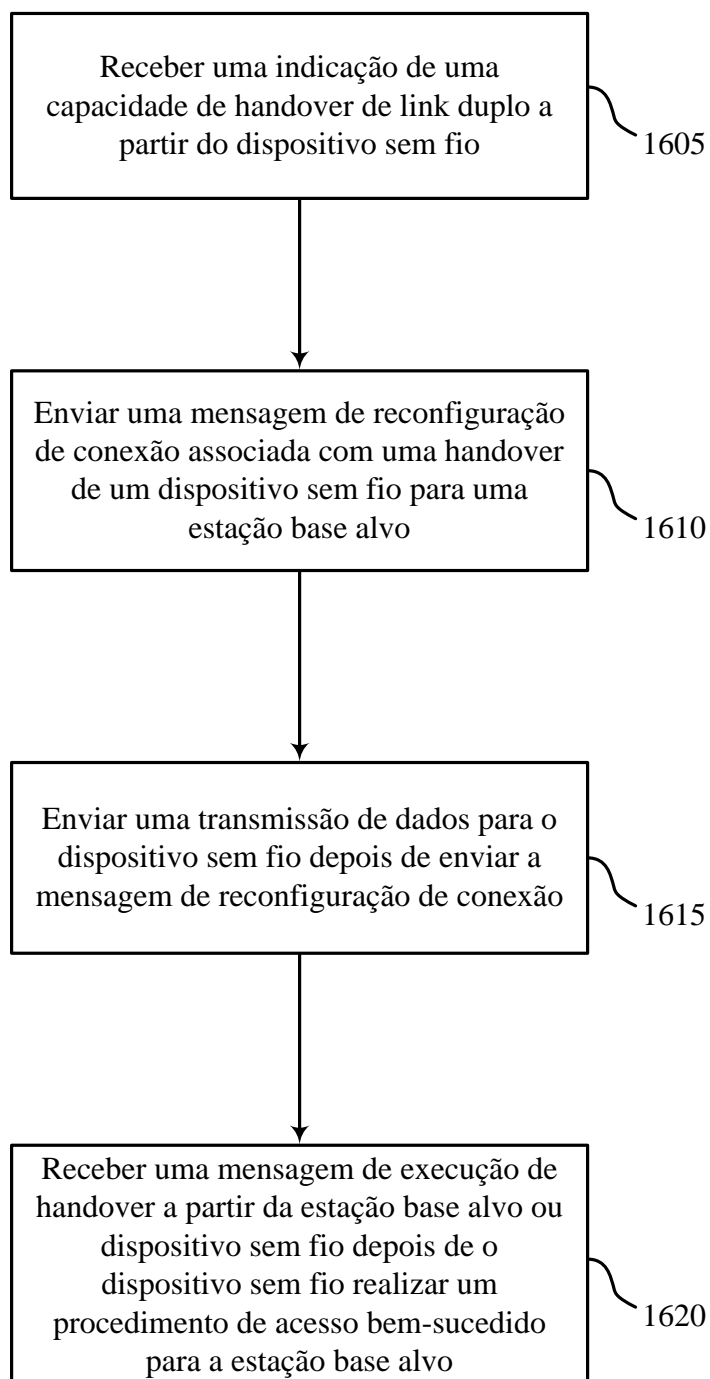 Receber uma indicação de uma
capacidade de handover de link duplo a
partir do dispositivo sem fio
1605
Enviar uma mensagem de reconfiguração
de conexão associada com uma handover
de um dispositivo sem fio para uma
estação base alvo
1610
Enviar uma transmissão de dados para o
dispositivo sem fio depois de enviar a
mensagem de reconfiguração de conexão
1615
Receber uma mensagem de execução de
handover a partir da estação base alvo ou
dispositivo sem fio depois de o
dispositivo sem fio realizar um
procedimento de acesso bem-sucedido
para a estação base alvo
1620